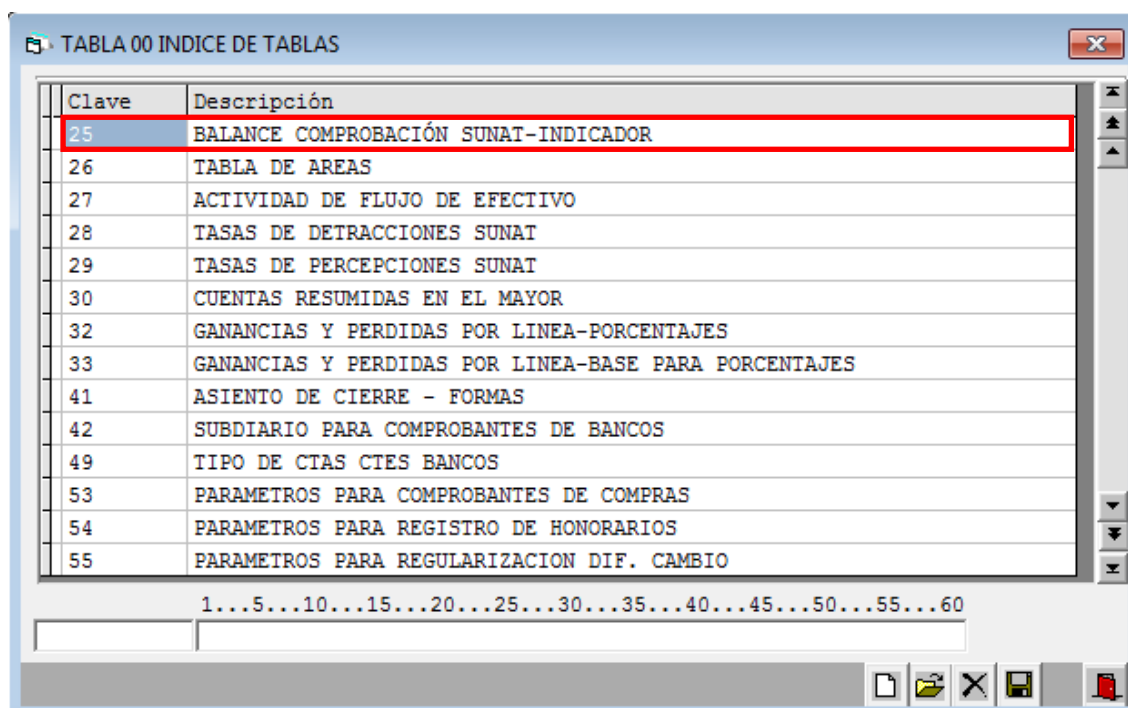 TABLA 00 INDICE DE TABLAS
Clave Descripción
25 BALANCE COMPROBACIÓN SUNAT-INDICADOR
26 TABLA DE AREAS
27 ACTIVIDAD DE FLUJO DE EFECTIVO
28 TASAS DE DETRACCIONES SUNAT
29 TASAS DE PERCEPCIONES SUNAT
30 CUENTAS RESUMIDAS EN EL MAYOR
32 GANANCIAS Y PERDIDAS POR LINEA-PORCENTAJES
33 GANANCIAS Y PERDIDAS POR LINEA-BASE PARA PORCENTAJES
41 ASIENTO DE CIERRE - FORMAS
42 SUBDIARIO PARA COMPROBANTES DE BANCOS
49 TIPO DE CTAS CTES BANCOS
53 PARAMETROS PARA COMPROBANTES DE COMPRAS
54 PARAMETROS PARA REGISTRO DE HONORARIOS
55 PARAMETROS PARA REGULARIZACION DIF. CAMBIO
1...5...10...15...20...25...30...35...40...45...50...55...60